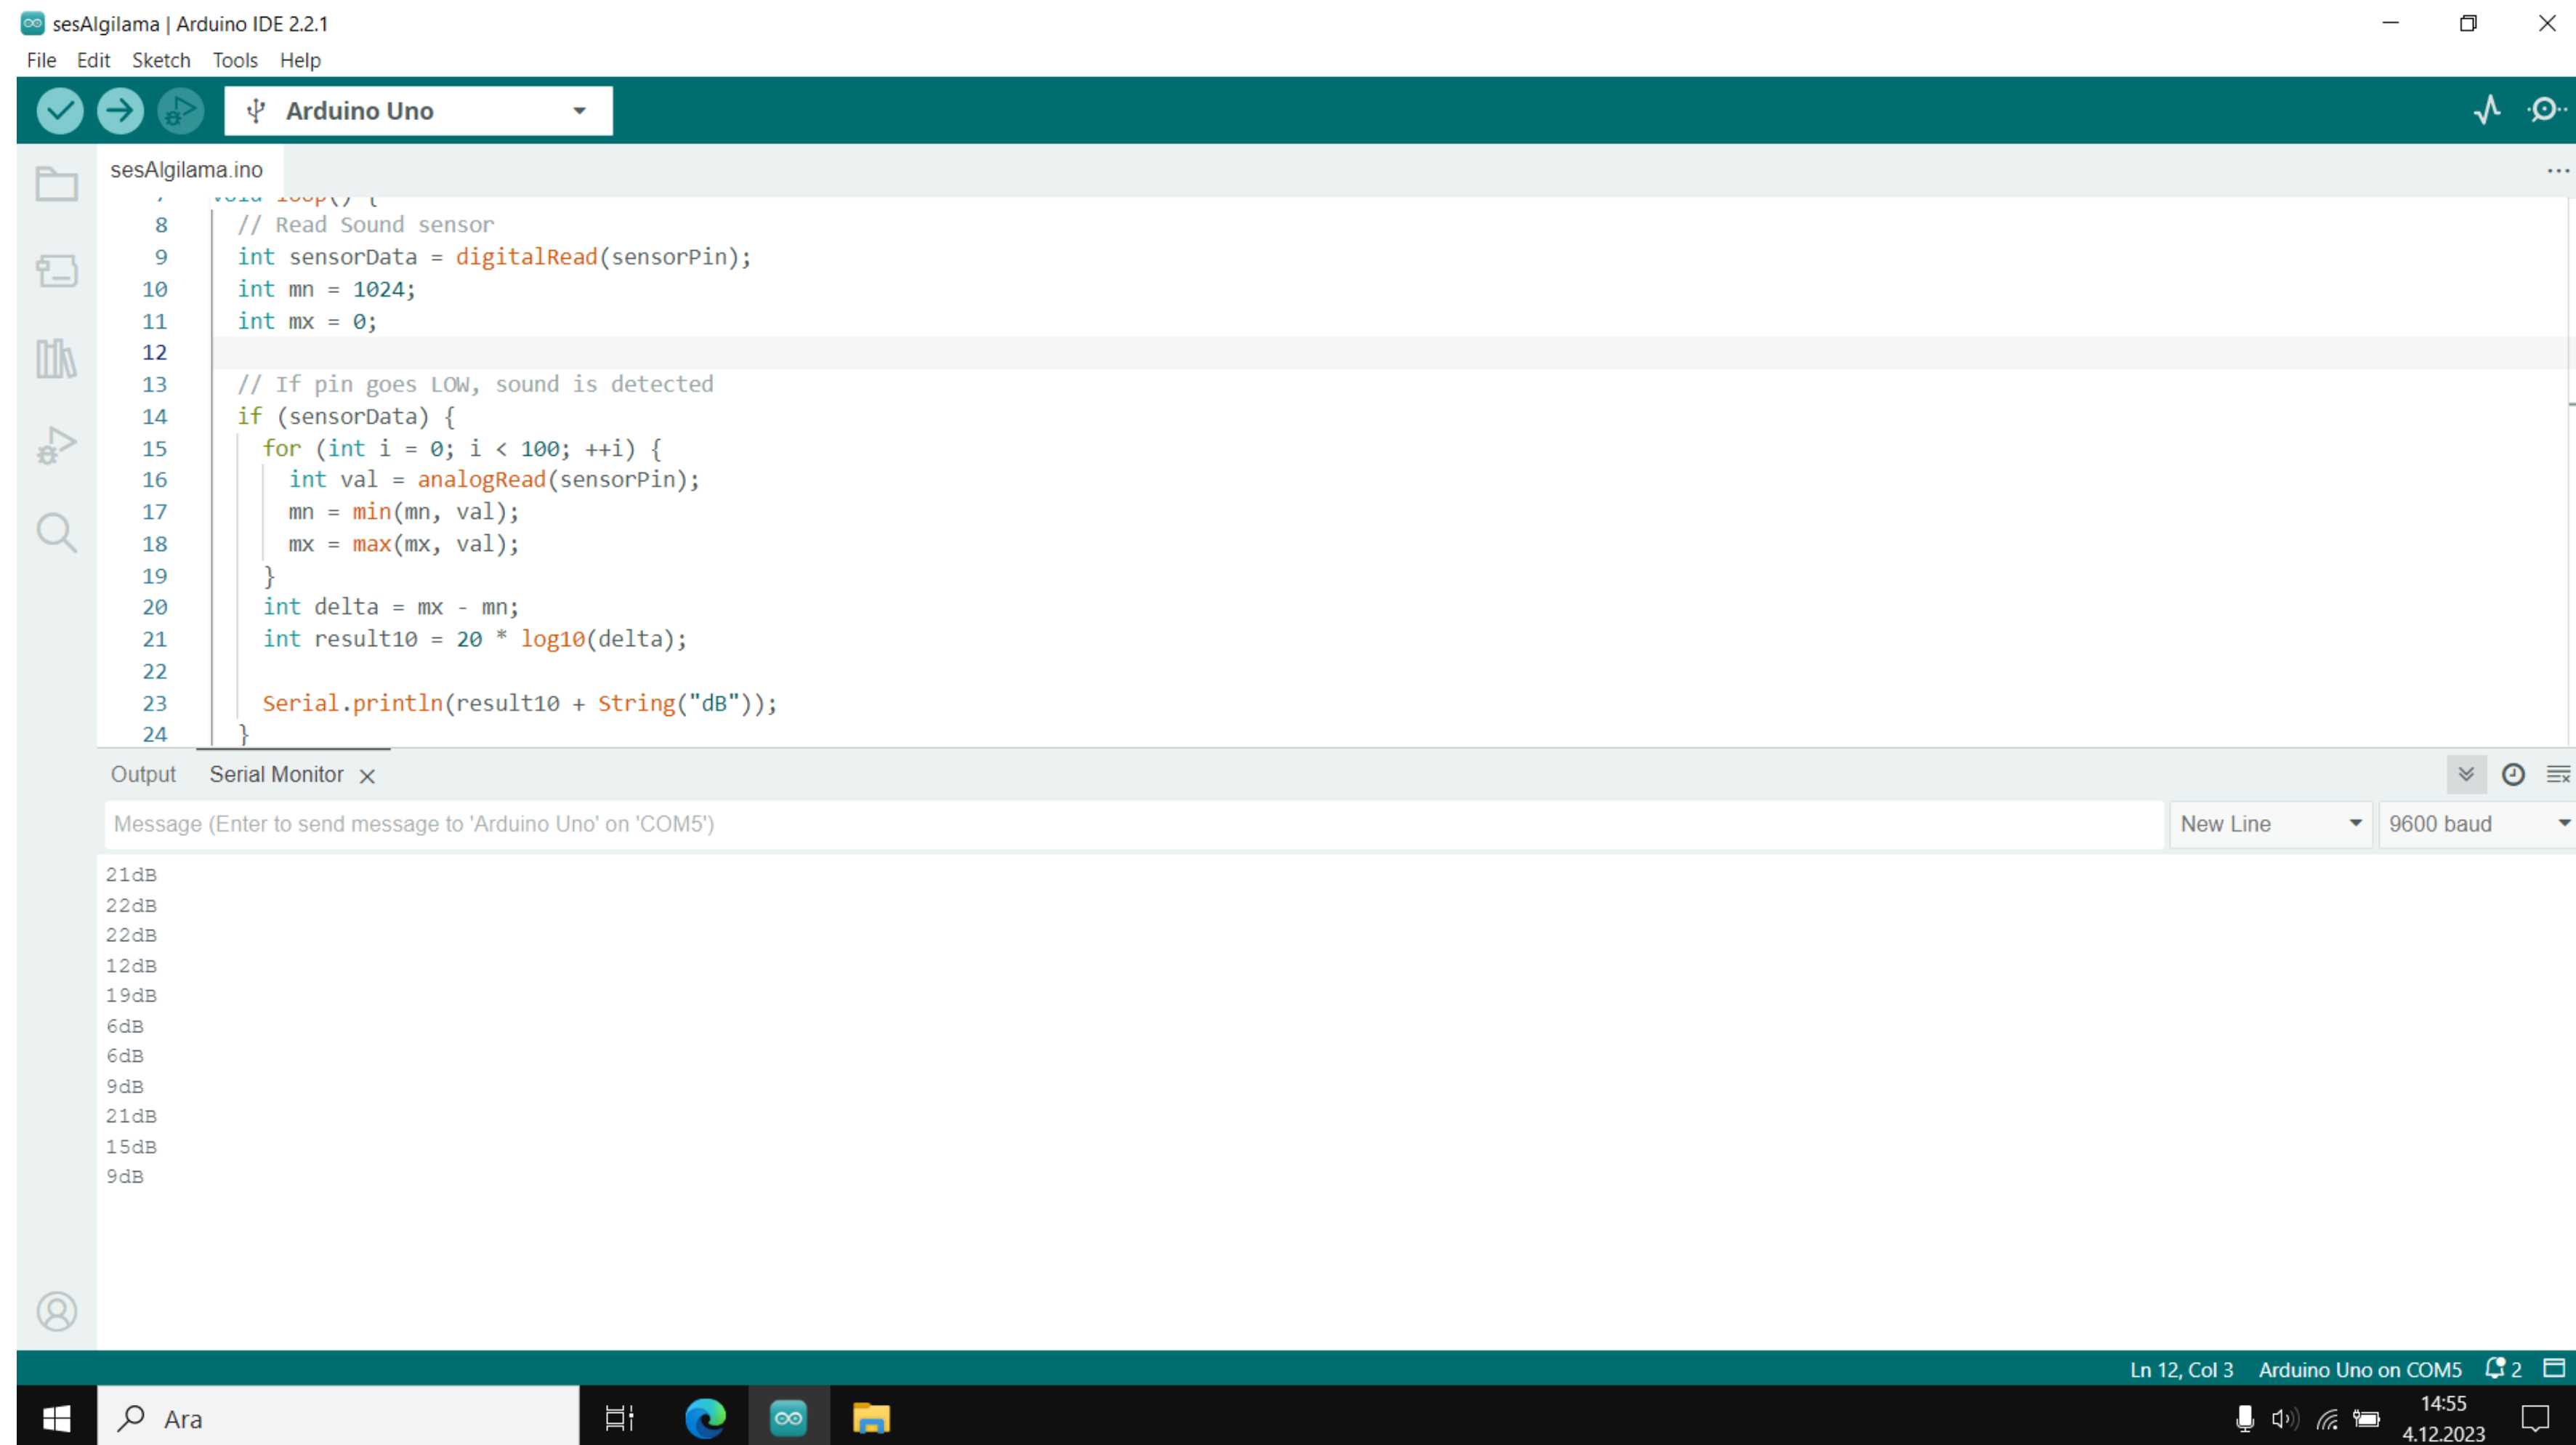 sesAlgilama | Arduino IDE 2.2.1
File Edit Sketch Tools Help
Arduino Uno
sesAlgilama.ino
7 void loop() {
8 // Read Sound sensor
9 int sensorData = digitalRead(sensorPin);
10 int mn = 1024;
11 int mx = 0;
12
13 // If pin goes LOW, sound is detected
14 if (sensorData) {
15 for (int i = 0; i < 100; ++i) {
16 int val = analogRead(sensorPin);
17 mn = min(mn, val);
18 mx = max(mx, val);
19 }
20 int delta = mx - mn;
21 int result10 = 20 * log10(delta);
22
23 Serial.println(result10 + String("dB"));
24 }
Output Serial Monitor
Message (Enter to send message to 'Arduino Uno' on 'COM5') New Line 9600 baud
21dB
22dB
22dB
12dB
19dB
6dB
6dB
9dB
21dB
15dB
9dB
Ln 12, Col 3 Arduino Uno on COM5 2
Ara
14:55
4.12.2023